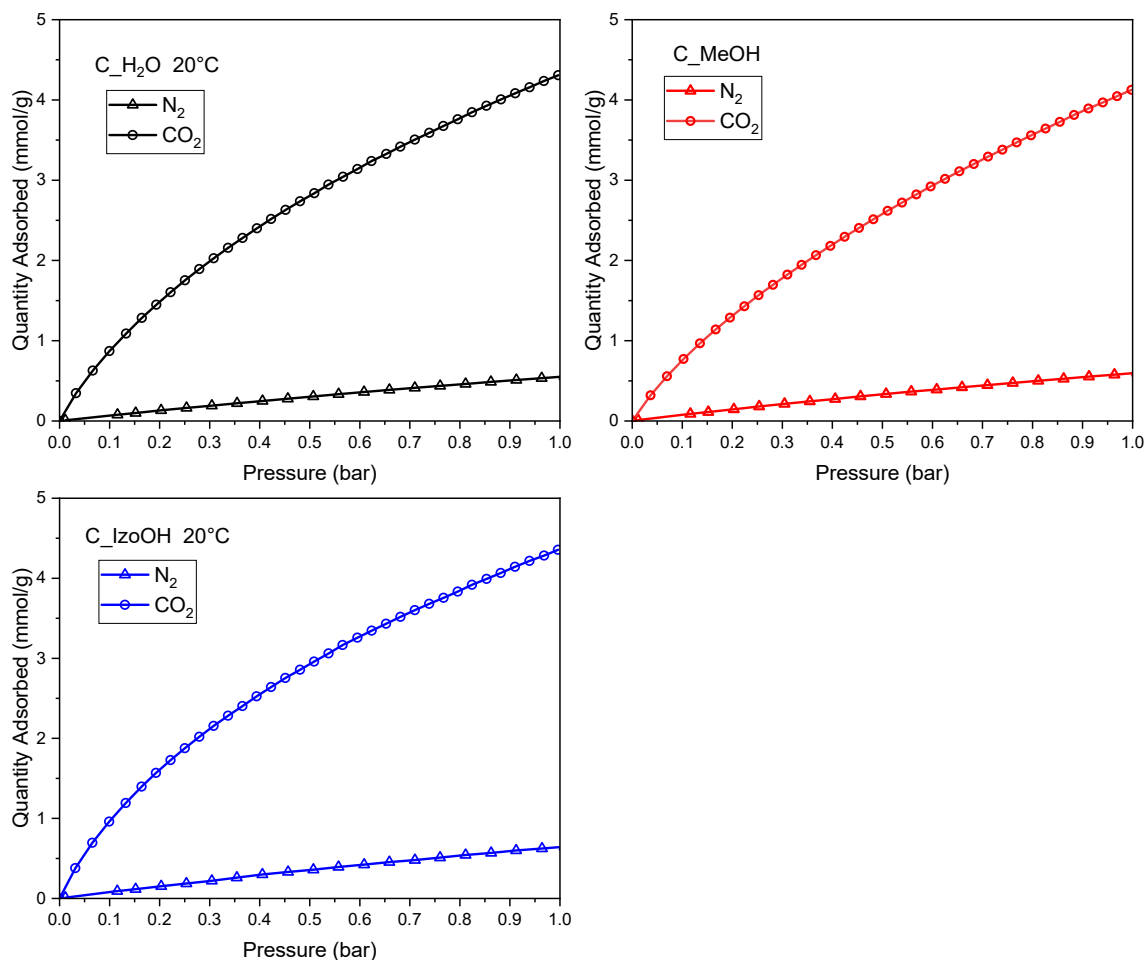 C_H₂O 20°C
N₂
CO₂
Quantity Adsorbed (mmol/g)
5
4
3
2
1
0
0.0 0.1 0.2 0.3 0.4 0.5 0.6 0.7 0.8 0.9 1.0
Pressure (bar)
C_MeOH
N₂
CO₂
Quantity Adsorbed (mmol/g)
5
4
3
2
1
0
0.0 0.1 0.2 0.3 0.4 0.5 0.6 0.7 0.8 0.9 1.0
Pressure (bar)
C_IzoOH 20°C
N₂
CO₂
Quantity Adsorbed (mmol/g)
5
4
3
2
1
0
0.0 0.1 0.2 0.3 0.4 0.5 0.6 0.7 0.8 0.9 1.0
Pressure (bar)